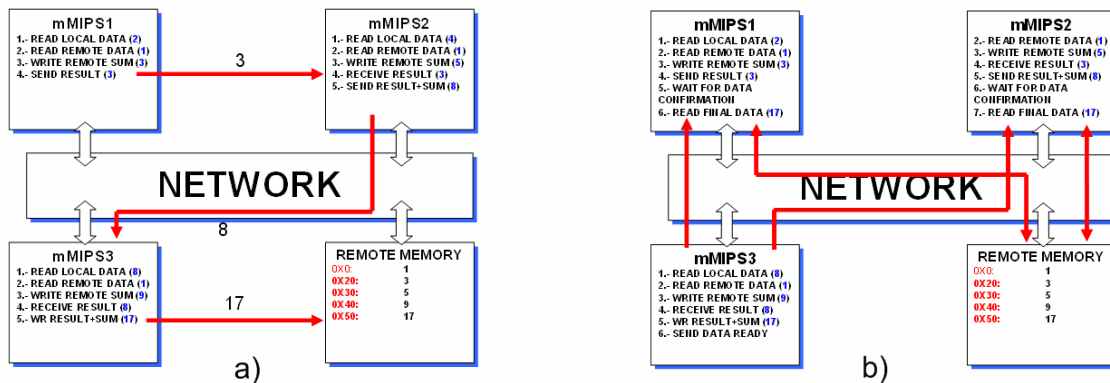 mMIPS1
1.- READ LOCAL DATA (2)
2.- READ REMOTE DATA (1)
3.- WRITE REMOTE SUM (3)
4.- SEND RESULT (3)
3
mMIPS2
1.- READ LOCAL DATA (4)
2.- READ REMOTE DATA (1)
3.- WRITE REMOTE SUM (5)
4.- RECEIVE RESULT (3)
5.- SEND RESULT+SUM (8)
NETWORK
8
mMIPS3
1.- READ LOCAL DATA (8)
2.- READ REMOTE DATA (1)
3.- WRITE REMOTE SUM (9)
4.- RECEIVE RESULT (8)
5.- WR RESULT+SUM (17)
17
REMOTE MEMORY
0X0: 1
0X20: 3
0X30: 5
0X40: 9
0X50: 17
a)
mMIPS1
1.- READ LOCAL DATA (2)
2.- READ REMOTE DATA (1)
3.- WRITE REMOTE SUM (3)
4.- SEND RESULT (3)
5.- WAIT FOR DATA
CONFIRMATION
6.- READ FINAL DATA (17)
mMIPS2
2.- READ REMOTE DATA (1)
3.- WRITE REMOTE SUM (5)
4.- RECEIVE RESULT (3)
5.- SEND RESULT+SUM (8)
6.- WAIT FOR DATA
CONFIRMATION
7.- READ FINAL DATA (17)
NETWORK
mMIPS3
1.- READ LOCAL DATA (8)
2.- READ REMOTE DATA (1)
3.- WRITE REMOTE SUM (9)
4.- RECEIVE RESULT (8)
5.- WR RESULT+SUM (17)
6.- SEND DATA READY
REMOTE MEMORY
0X0: 1
0X20: 3
0X30: 5
0X40: 9
0X50: 17
b)